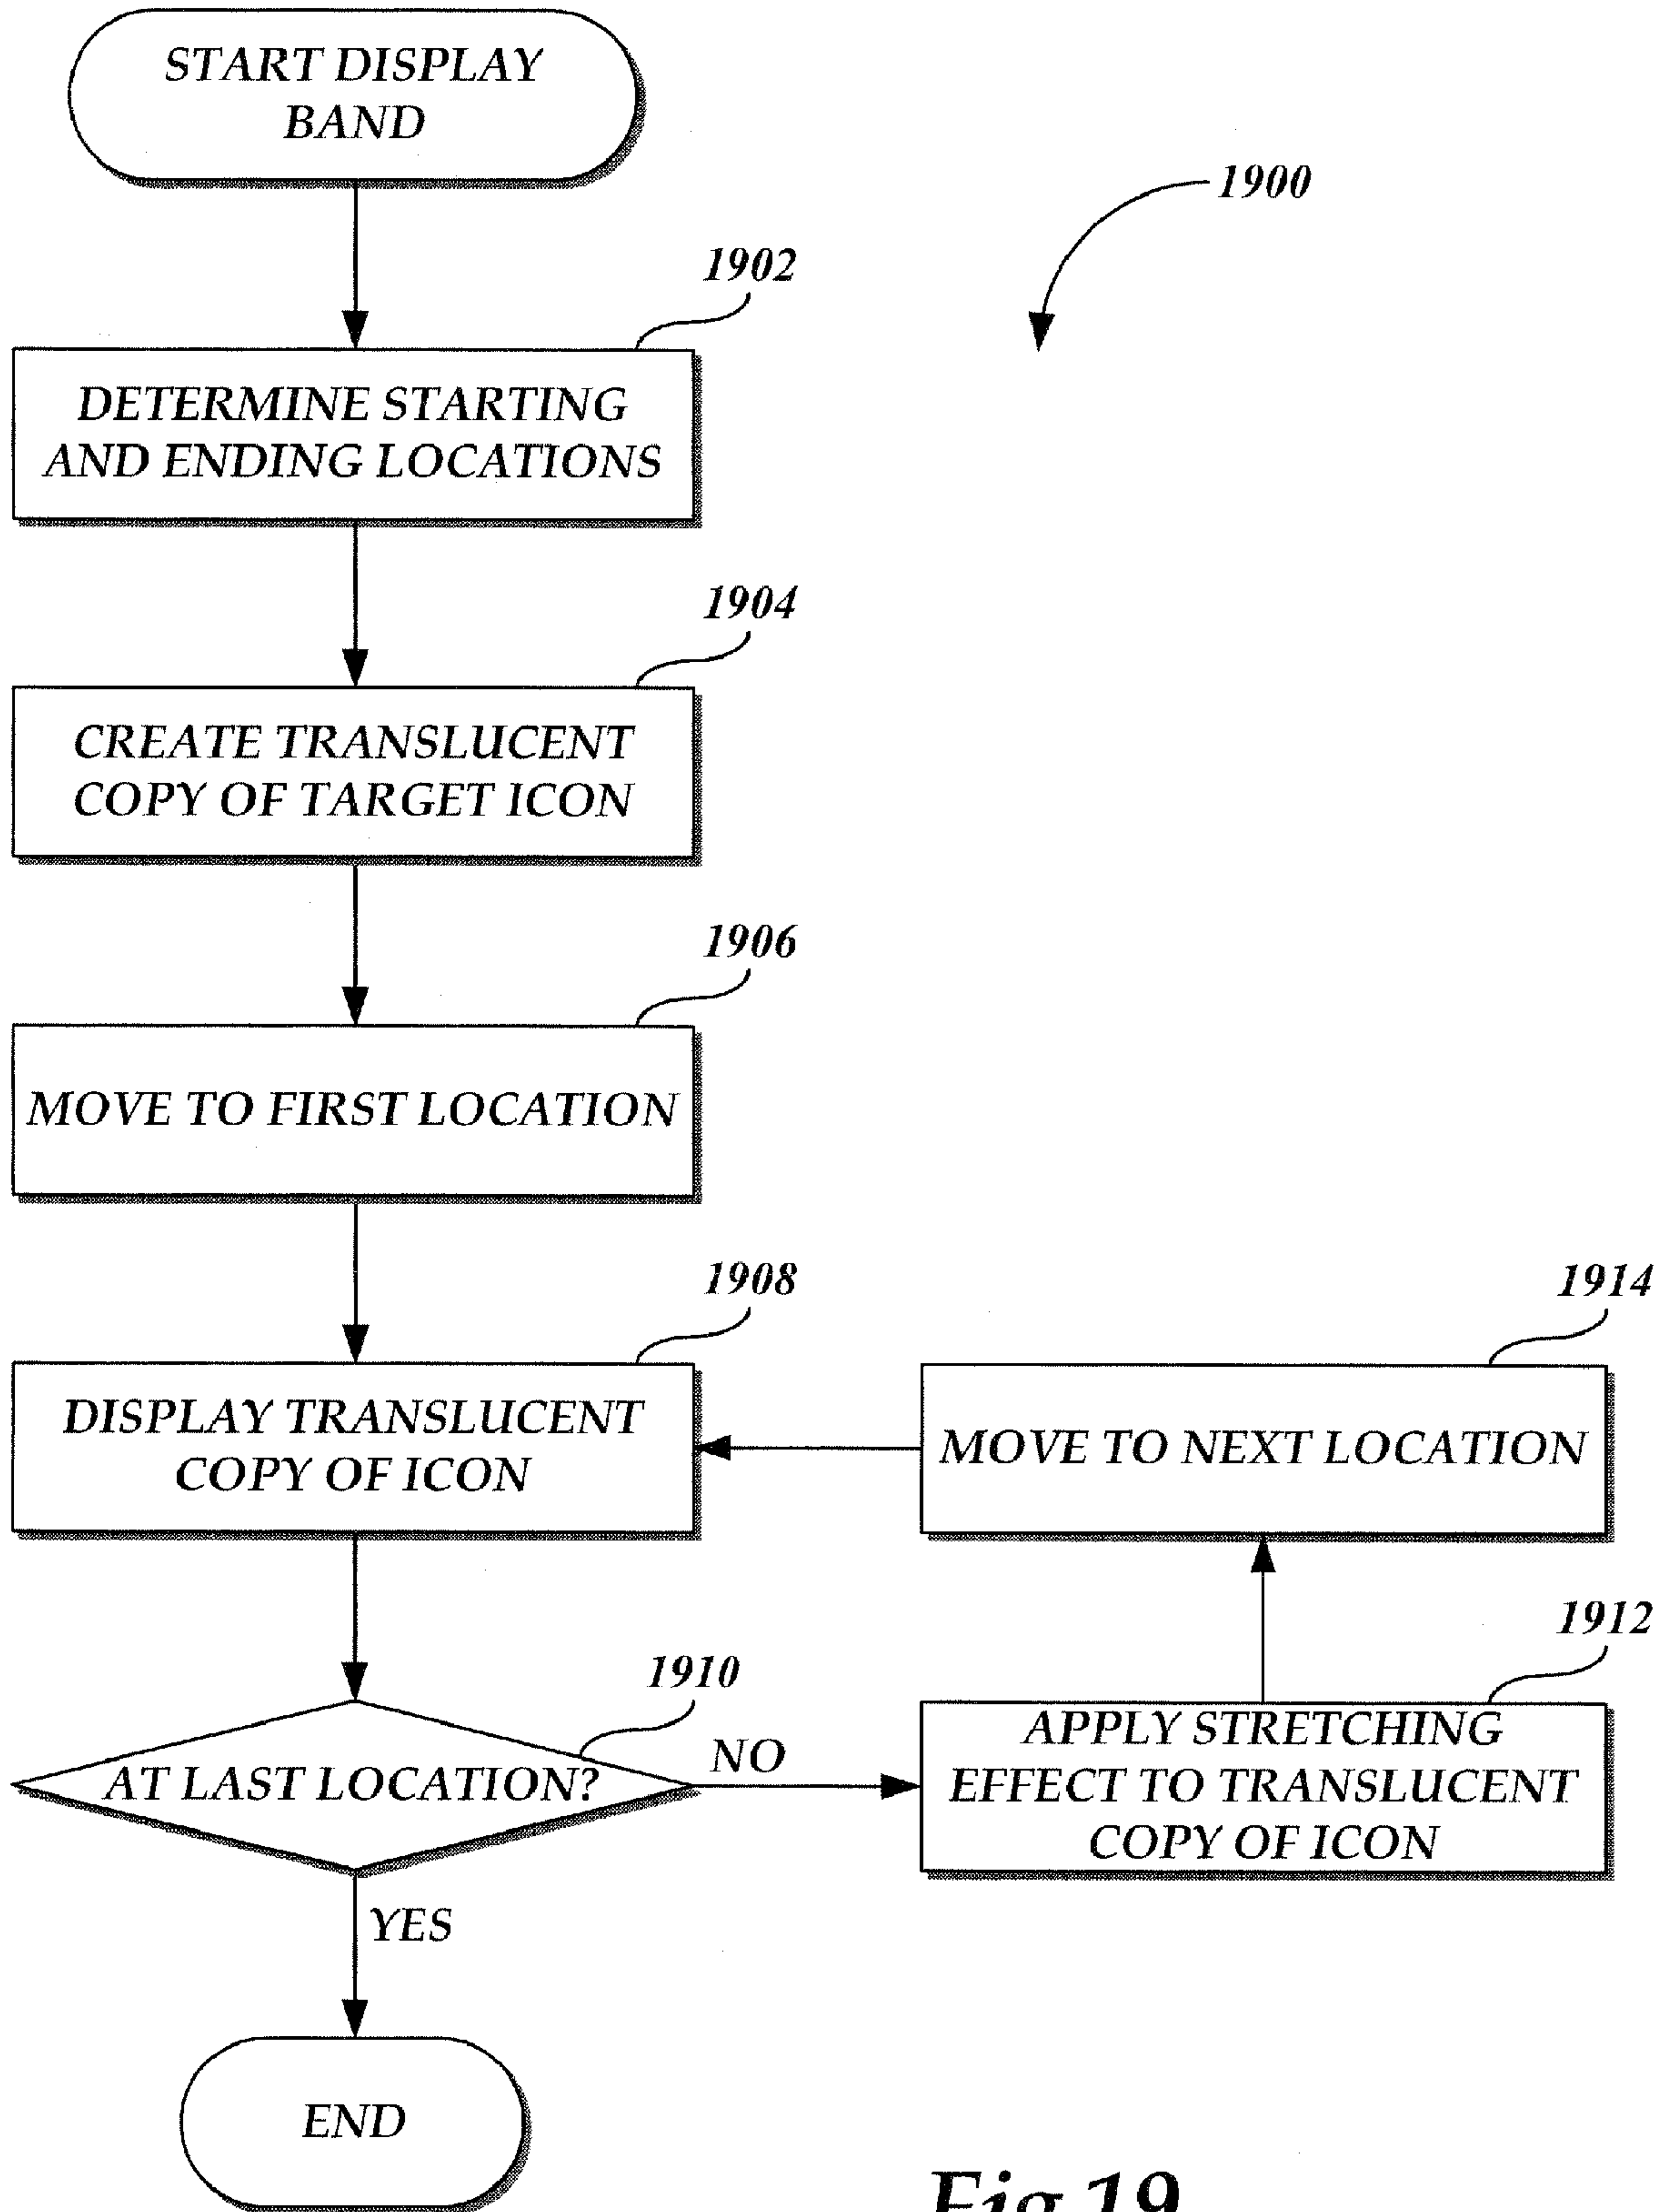 START DISPLAY
BAND
1900
1902
DETERMINE STARTING
AND ENDING LOCATIONS
1904
CREATE TRANSLUCENT
COPY OF TARGET ICON
1906
MOVE TO FIRST LOCATION
1908
DISPLAY TRANSLUCENT
COPY OF ICON
1914
MOVE TO NEXT LOCATION
1910
AT LAST LOCATION?
NO
1912
APPLY STRETCHING
EFFECT TO TRANSLUCENT
COPY OF ICON
YES
END
Fig.19